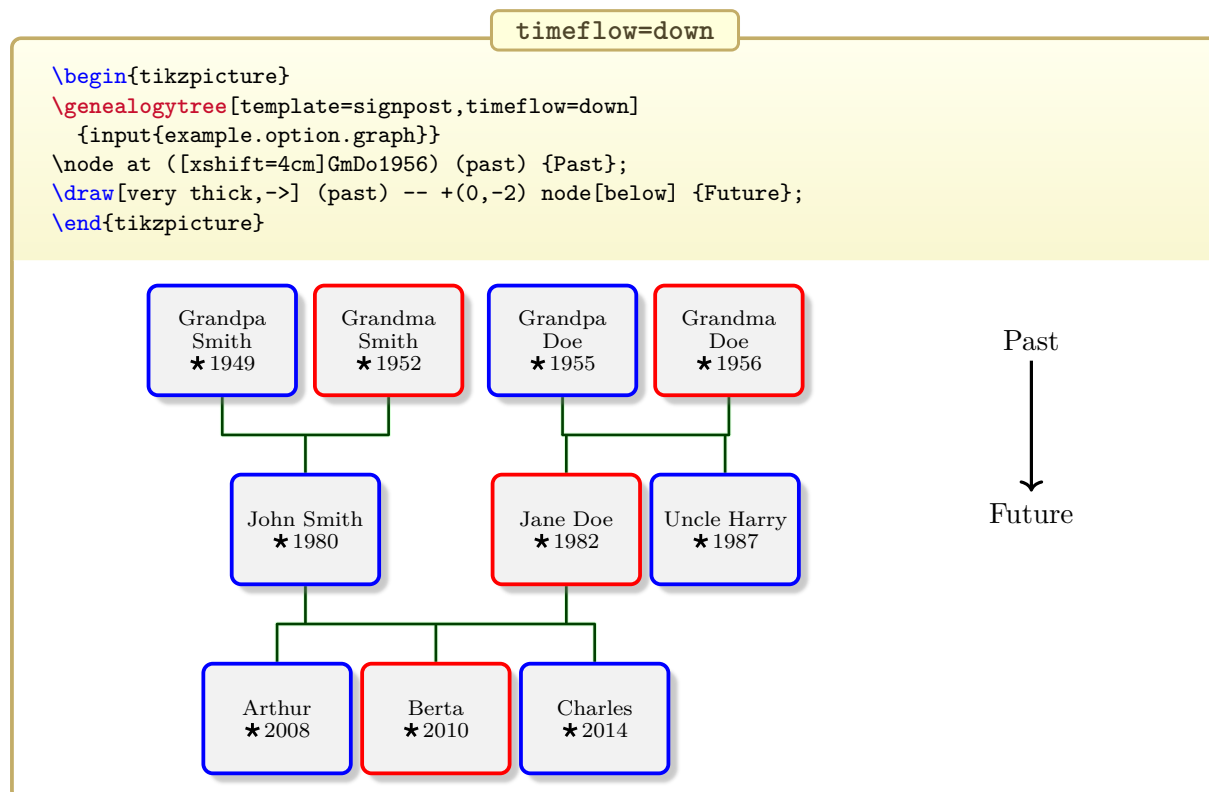 timeflow=down
\begin{tikzpicture}
\genealogytree[template=signpost,timeflow=down]
  {input{example.option.graph}}
\node at ([xshift=4cm]GmDo1956) (past) {Past};
\draw[very thick,->] (past) -- +(0,-2) node[below] {Future};
\end{tikzpicture}
Grandpa
Smith
★1949
Grandma
Smith
★1952
Grandpa
Doe
★1955
Grandma
Doe
★1956
Past
John Smith
★1980
Jane Doe
★1982
Uncle Harry
★1987
Future
Arthur
★2008
Berta
★2010
Charles
★2014